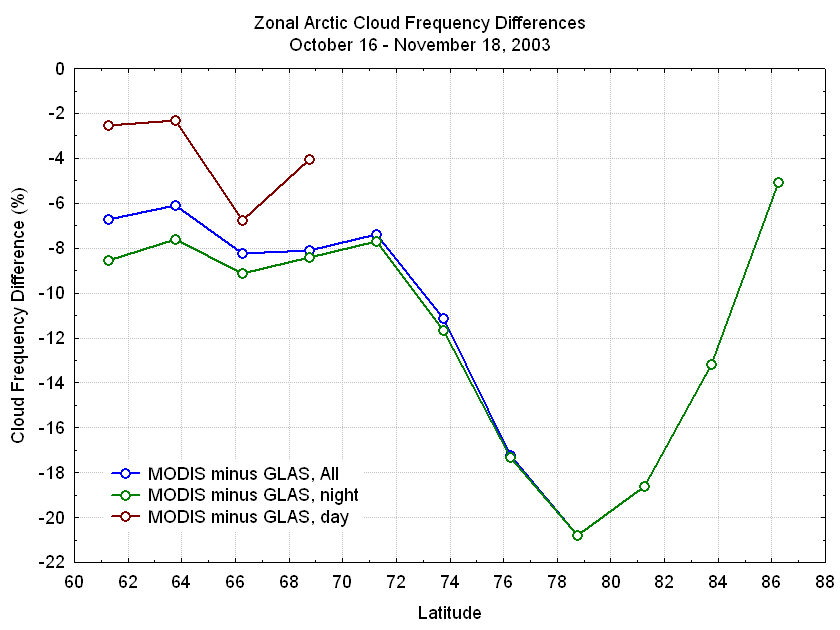 Zonal Arctic Cloud Frequency Differences
October 16 - November 18, 2003
Cloud Frequency Difference (%)
0
-2
-4
-6
-8
-10
-12
-14
-16
-18
-20
-22
MODIS minus GLAS, All
MODIS minus GLAS, night
MODIS minus GLAS, day
60 62 64 66 68 70 72 74 76 78 80 82 84 86 88
Latitude